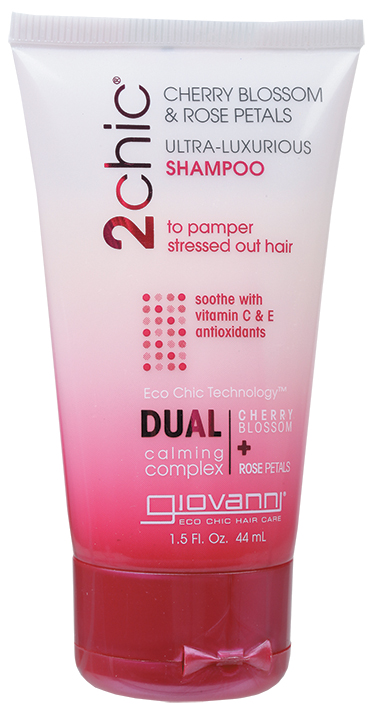 2chic®
CHERRY BLOSSOM
& ROSE PETALS
ULTRA-LUXURIOUS
SHAMPOO
to pamper
stressed out hair
soothe with
vitamin C & E
antioxidants
Eco Chic Technology™
DUAL
calming
complex
CHERRY
BLOSSOM
+
ROSE PETALS
giovanni®
ECO CHIC HAIR CARE
1.5 Fl. Oz. 44 mL